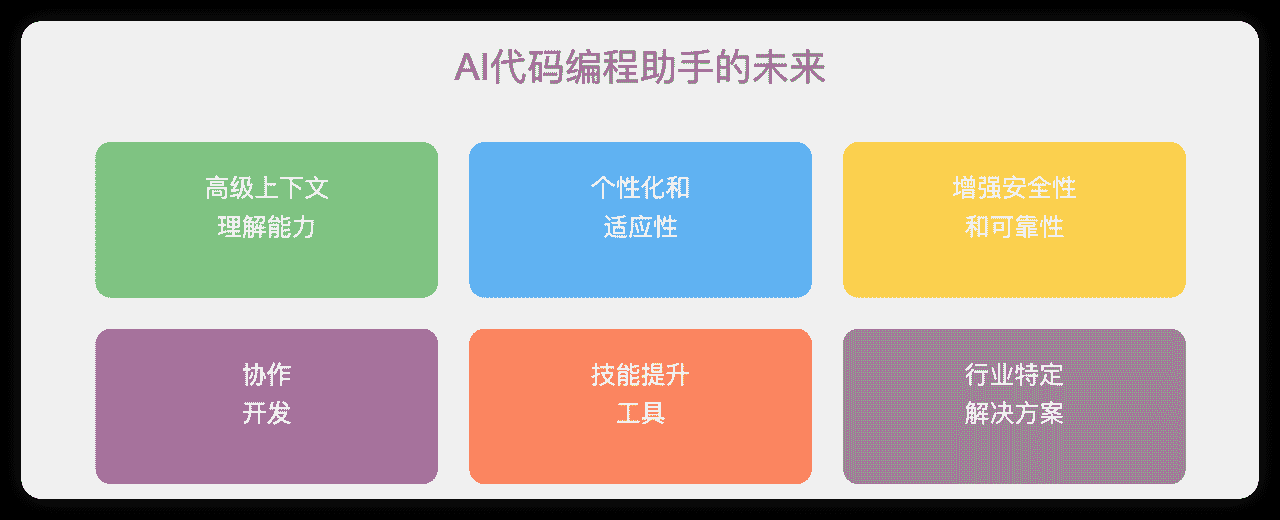 AI代码编程助手的未来
高级上下文
理解能力
个性化和
适应性
增强安全性
和可靠性
协作
开发
技能提升
工具
行业特定
解决方案